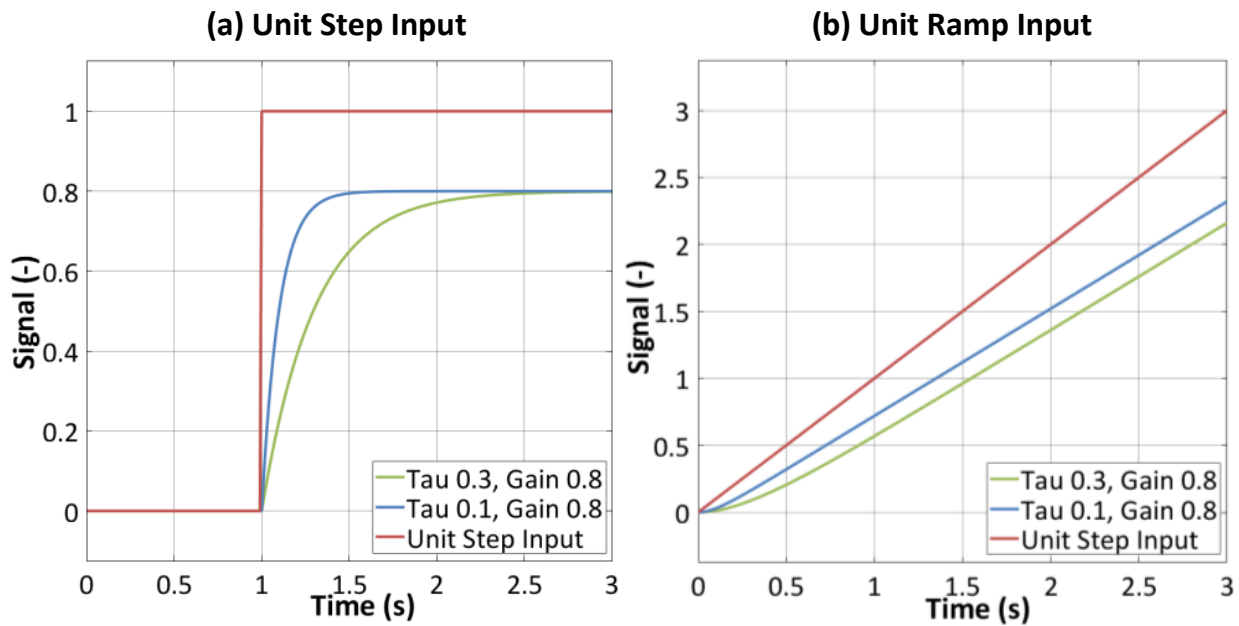 (a) Unit Step Input
Signal (-)
1
0.8
0.6
0.4
0.2
0
0 0.5 1 1.5 2 2.5 3
Time (s)
Tau 0.3, Gain 0.8
Tau 0.1, Gain 0.8
Unit Step Input
(b) Unit Ramp Input
Signal (-)
3
2.5
2
1.5
1
0.5
0
0 0.5 1 1.5 2 2.5 3
Time (s)
Tau 0.3, Gain 0.8
Tau 0.1, Gain 0.8
Unit Step Input